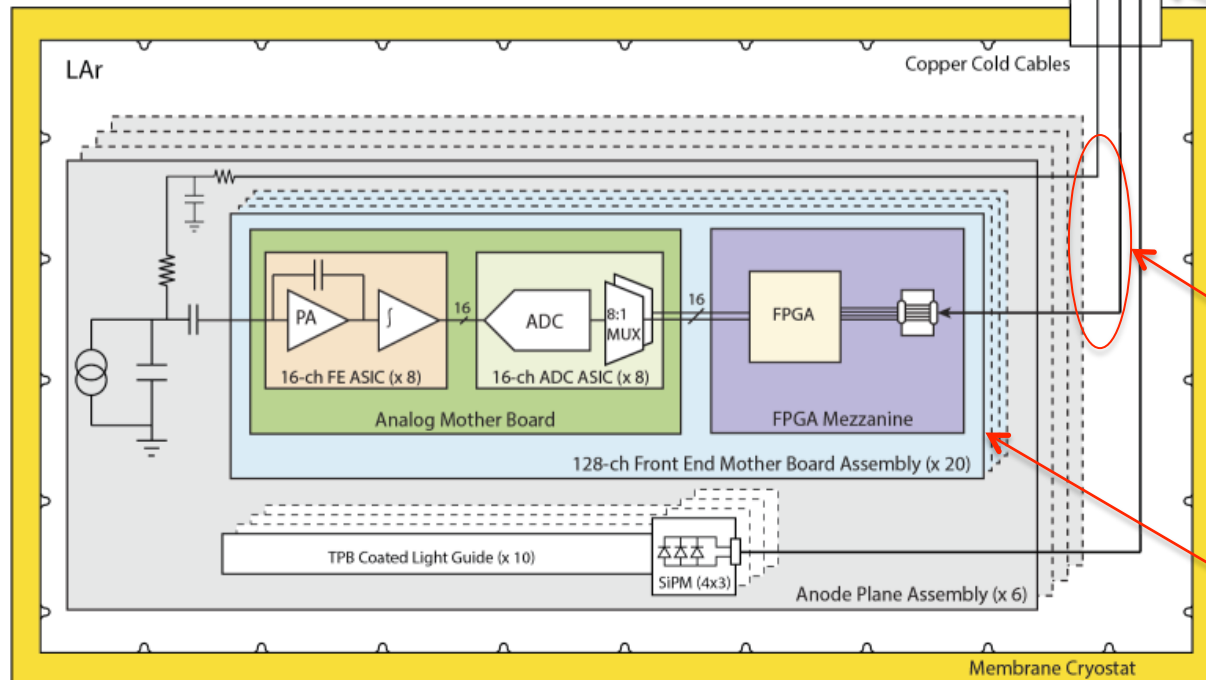 Copper Cold Cables
LAr
PA
∫
16
ADC
8:1
MUX
16
FPGA
16-ch FE ASIC (x 8)
16-ch ADC ASIC (x 8)
Analog Mother Board
FPGA Mezzanine
128-ch Front End Mother Board Assembly (x 20)
TPB Coated Light Guide (x 10)
SiPM (4x3)
Anode Plane Assembly (x 6)
Membrane Cryostat